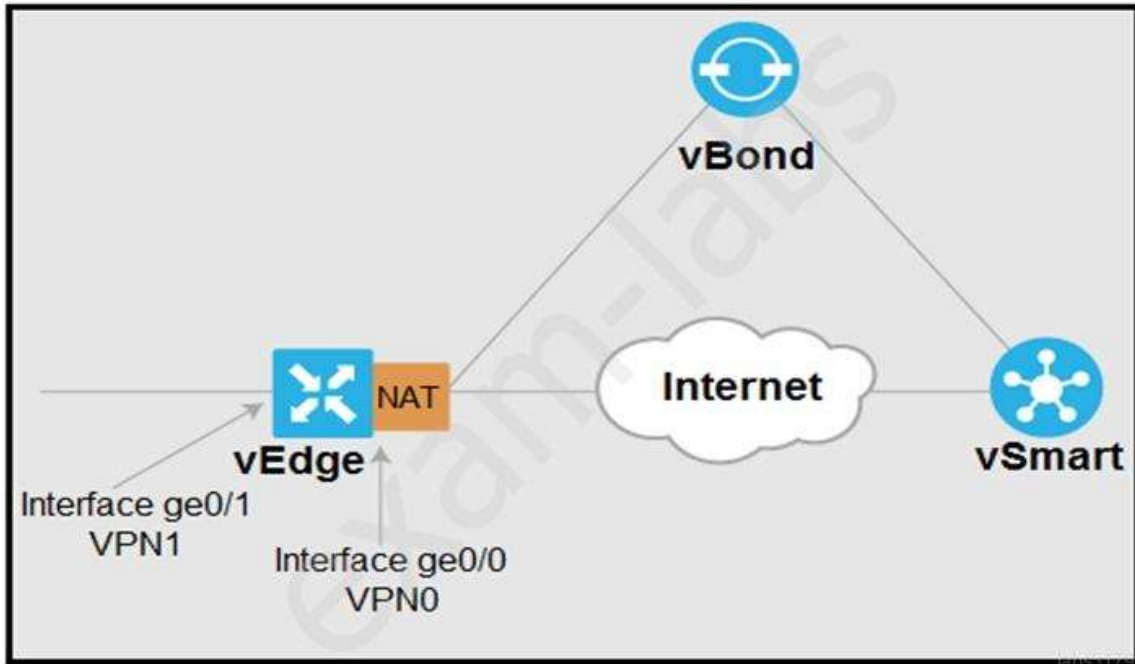 vBond
NAT
Internet
vEdge
vSmart
Interface ge0/1
VPN1
Interface ge0/0
VPN0
exam-labs